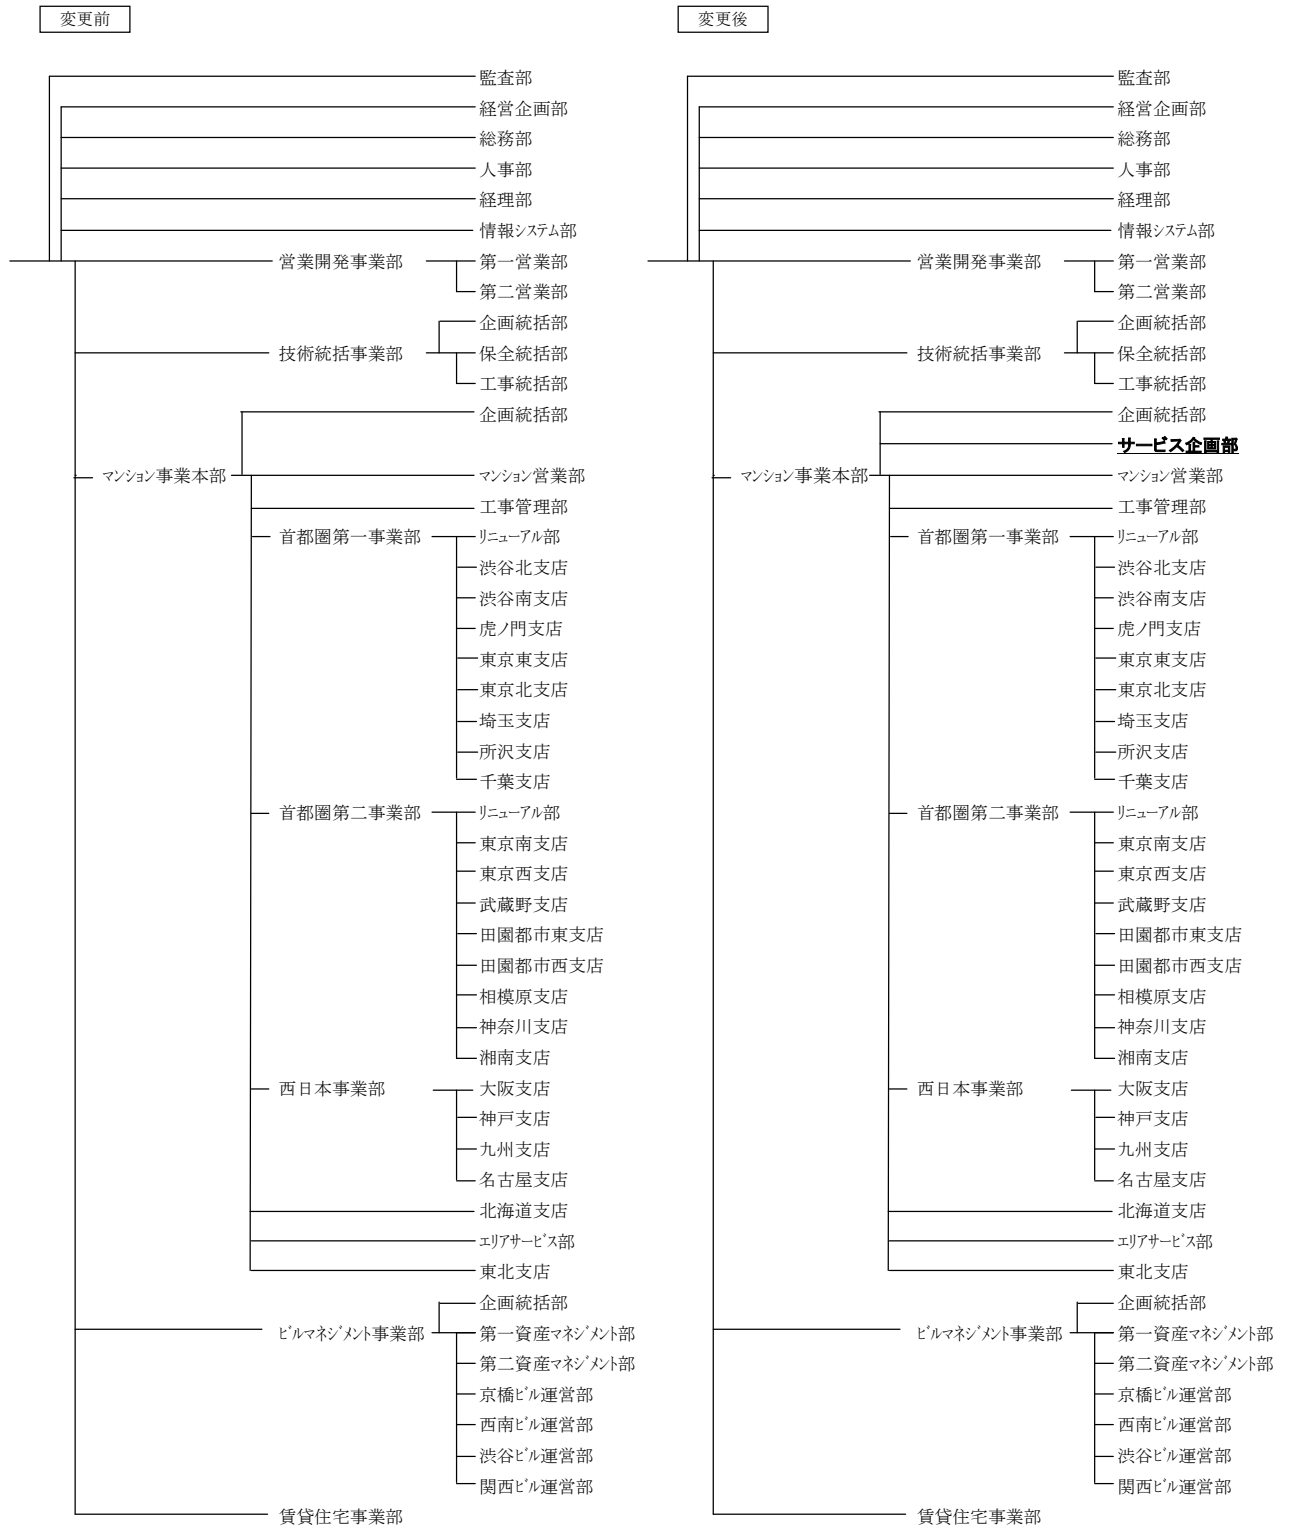 変更前
監査部
経営企画部
総務部
人事部
経理部
情報システム部
営業開発事業部
第一営業部
第二営業部
企画統括部
技術統括事業部
保全統括部
工事統括部
企画統括部
マンション事業本部
マンション営業部
工事管理部
首都圏第一事業部
リニューアル部
渋谷北支店
渋谷南支店
虎ノ門支店
東京東支店
東京北支店
埼玉支店
所沢支店
千葉支店
首都圏第二事業部
リニューアル部
東京南支店
東京西支店
武蔵野支店
田園都市東支店
田園都市西支店
相模原支店
神奈川支店
湘南支店
西日本事業部
大阪支店
神戸支店
九州支店
名古屋支店
北海道支店
エリアサービス部
東北支店
企画統括部
ビルマネジメント事業部
第一資産マネジメント部
第二資産マネジメント部
京橋ビル運営部
西南ビル運営部
渋谷ビル運営部
関西ビル運営部
賃貸住宅事業部
変更後
監査部
経営企画部
総務部
人事部
経理部
情報システム部
営業開発事業部
第一営業部
第二営業部
企画統括部
技術統括事業部
保全統括部
工事統括部
企画統括部
サービス企画部
マンション事業本部
マンション営業部
工事管理部
首都圏第一事業部
リニューアル部
渋谷北支店
渋谷南支店
虎ノ門支店
東京東支店
東京北支店
埼玉支店
所沢支店
千葉支店
首都圏第二事業部
リニューアル部
東京南支店
東京西支店
武蔵野支店
田園都市東支店
田園都市西支店
相模原支店
神奈川支店
湘南支店
西日本事業部
大阪支店
神戸支店
九州支店
名古屋支店
北海道支店
エリアサービス部
東北支店
企画統括部
ビルマネジメント事業部
第一資産マネジメント部
第二資産マネジメント部
京橋ビル運営部
西南ビル運営部
渋谷ビル運営部
関西ビル運営部
賃貸住宅事業部